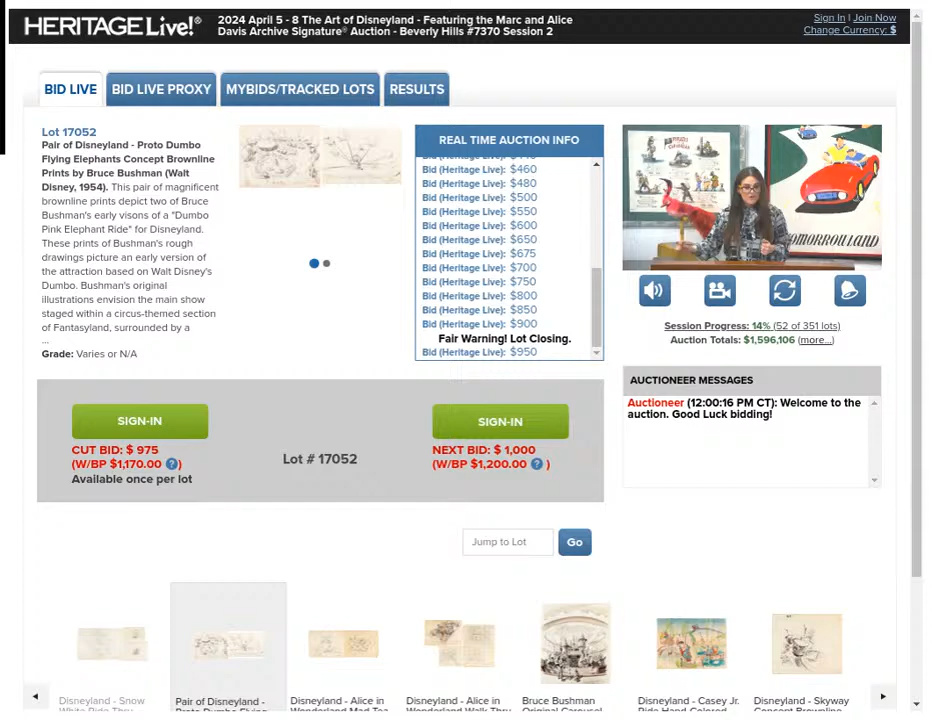 HERITAGE Live!®
2024 April 5 - 8 The Art of Disneyland - Featuring the Marc and Alice
Davis Archive Signature® Auction - Beverly Hills #7370 Session 2
Sign In | Join Now
Change Currency: $
BID LIVE
BID LIVE PROXY
MYBIDS/TRACKED LOTS
RESULTS
Lot 17052
Pair of Disneyland - Proto Dumbo
Flying Elephants Concept Brownline
Prints by Bruce Bushman (Walt
Disney, 1954). This pair of magnificent
brownline prints depict two of Bruce
Bushman's early visons of a "Dumbo
Pink Elephant Ride" for Disneyland.
These prints of Bushman's rough
drawings picture an early version of
the attraction based on Walt Disney's
Dumbo. Bushman's original
illustrations envision the main show
staged within a circus-themed section
of Fantasyland, surrounded by a
...
Grade: Varies or N/A
REAL TIME AUCTION INFO
Bid (Heritage Live): $460
Bid (Heritage Live): $480
Bid (Heritage Live): $500
Bid (Heritage Live): $550
Bid (Heritage Live): $600
Bid (Heritage Live): $650
Bid (Heritage Live): $675
Bid (Heritage Live): $700
Bid (Heritage Live): $750
Bid (Heritage Live): $800
Bid (Heritage Live): $850
Bid (Heritage Live): $900
Fair Warning! Lot Closing.
Bid (Heritage Live): $950
TOMORROWLAND
Session Progress: 14% (52 of 351 lots)
Auction Totals: $1,596,106 (more...)
AUCTIONEER MESSAGES
Auctioneer (12:00:16 PM CT): Welcome to the
auction. Good Luck bidding!
SIGN-IN
CUT BID: $ 975
(W/BP $1,170.00 ?)
Available once per lot
Lot # 17052
SIGN-IN
NEXT BID: $ 1,000
(W/BP $1,200.00 ? )
Jump to Lot
Go
Disneyland - Snow
White Ride Thru
Pair of Disneyland -
Proto Dumbo Flying
Disneyland - Alice in
Wonderland Mad Tea
Disneyland - Alice in
Wonderland Walk Thru
Bruce Bushman
Original Carousel
Disneyland - Casey Jr.
Ride Hand-Colored
Disneyland - Skyway
Concept Brownline